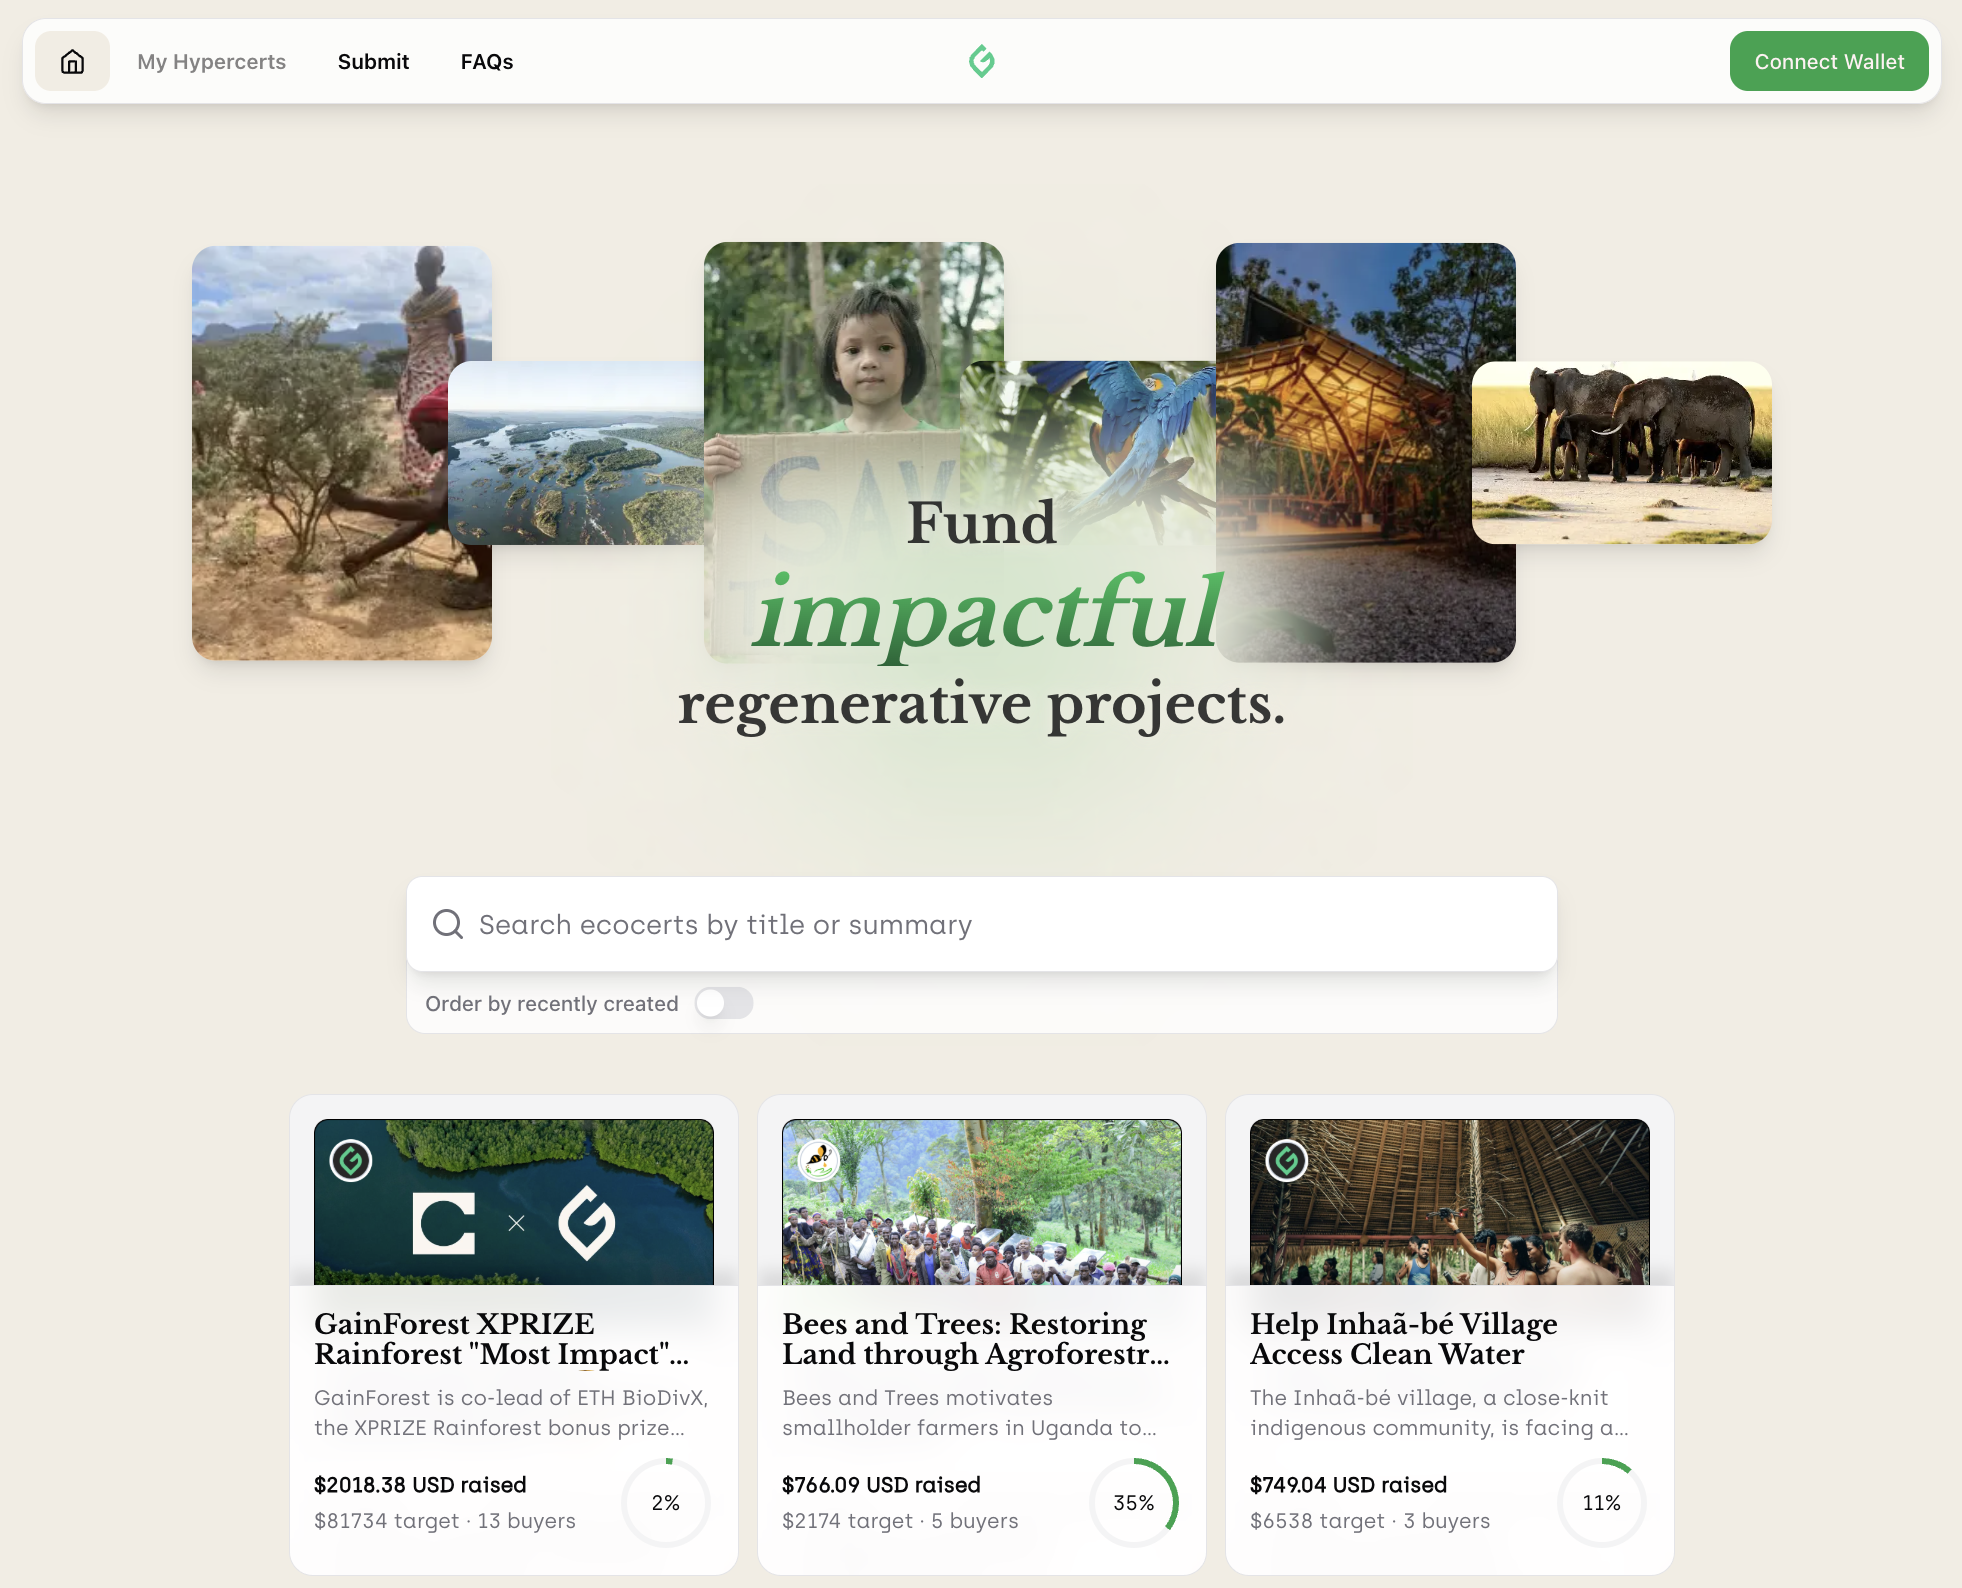 My Hypercerts
Submit
FAQs
Connect Wallet
SAV
Fund
impactful
regenerative projects.
Search ecocerts by title or summary
Order by recently created
GainForest XPRIZE
Rainforest "Most Impact"...
GainForest is co-lead of ETH BioDivX,
the XPRIZE Rainforest bonus prize...
$2018.38 USD raised
$81734 target · 13 buyers
2%
Bees and Trees: Restoring
Land through Agroforestr...
Bees and Trees motivates
smallholder farmers in Uganda to...
$766.09 USD raised
$2174 target · 5 buyers
35%
Help Inhaã-bé Village
Access Clean Water
The Inhaã-bé village, a close-knit
indigenous community, is facing a...
$749.04 USD raised
$6538 target · 3 buyers
11%